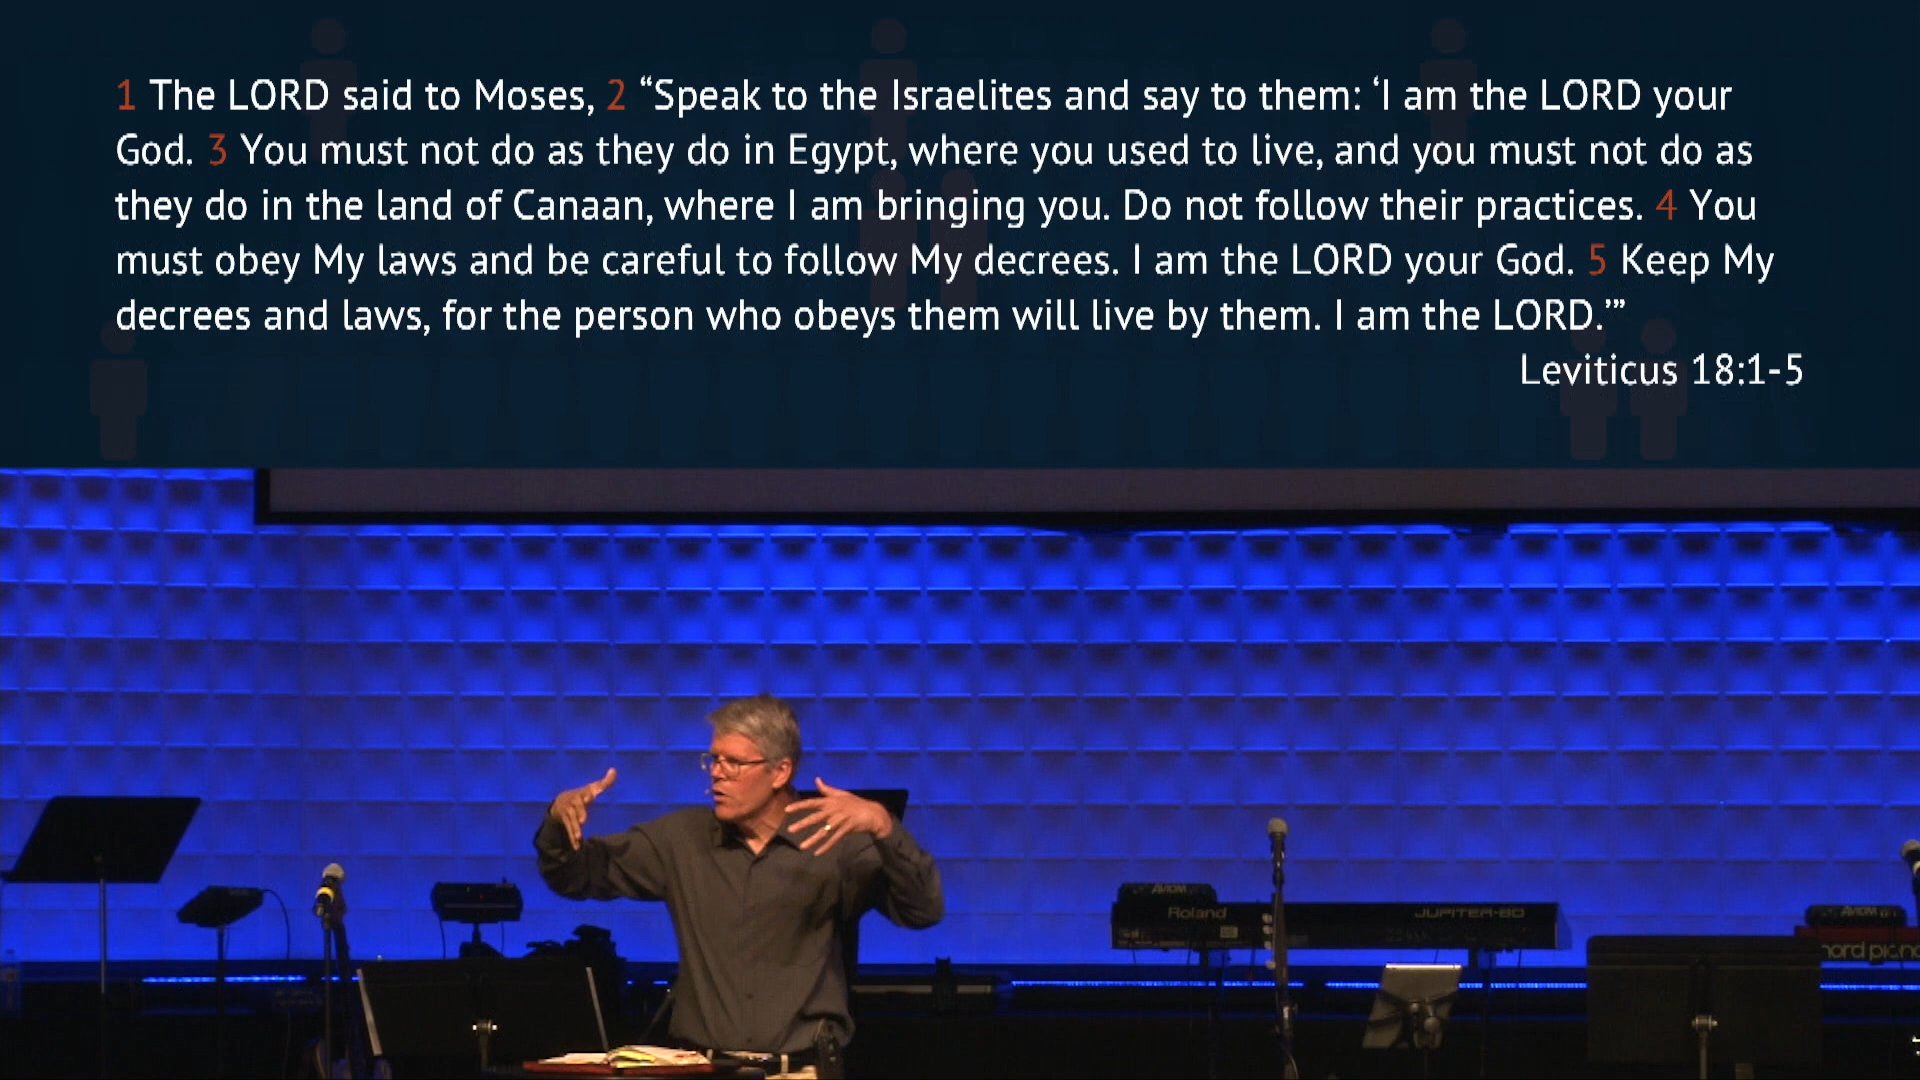 1 The LORD said to Moses, 2 “Speak to the Israelites and say to them: ‘I am the LORD your
God. 3 You must not do as they do in Egypt, where you used to live, and you must not do as
they do in the land of Canaan, where I am bringing you. Do not follow their practices. 4 You
must obey My laws and be careful to follow My decrees. I am the LORD your God. 5 Keep My
decrees and laws, for the person who obeys them will live by them. I am the LORD.’”
Leviticus 18:1-5
AVIOM
Roland
JUPITER-80
AVIOM
nord piano